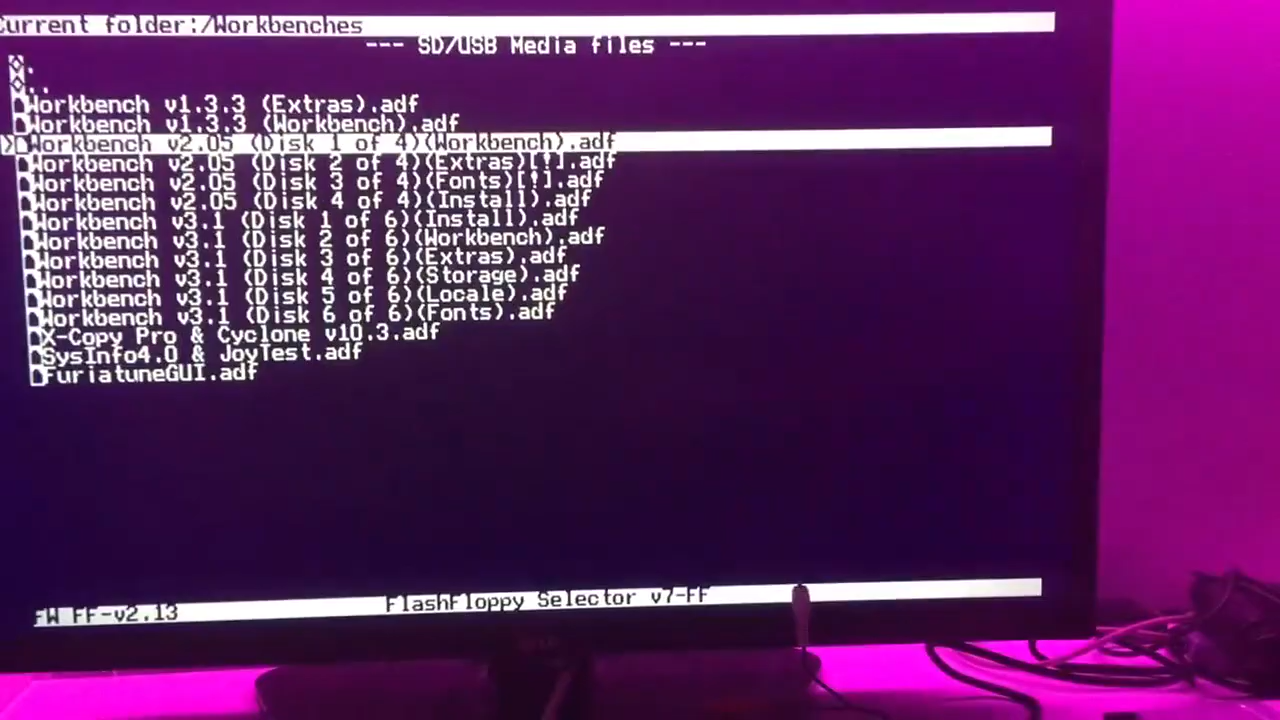 Current folder:/Workbenches
--- SD/USB Media files ---
.
..
Workbench v1.3.3 (Extras).adf
Workbench v1.3.3 (Workbench).adf
Workbench v2.05 (Disk 1 of 4)(Workbench).adf
Workbench v2.05 (Disk 2 of 4)(Extras)[!].adf
Workbench v2.05 (Disk 3 of 4)(Fonts)[!].adf
Workbench v2.05 (Disk 4 of 4)(Install).adf
Workbench v3.1 (Disk 1 of 6)(Install).adf
Workbench v3.1 (Disk 2 of 6)(Workbench).adf
Workbench v3.1 (Disk 3 of 6)(Extras).adf
Workbench v3.1 (Disk 4 of 6)(Storage).adf
Workbench v3.1 (Disk 5 of 6)(Locale).adf
Workbench v3.1 (Disk 6 of 6)(Fonts).adf
X-Copy Pro & Cyclone v10.3.adf
SysInfo4.0 & JoyTest.adf
FuriatuneGUI.adf
FW FF-v2.13 FlashFloppy Selector v7-FF